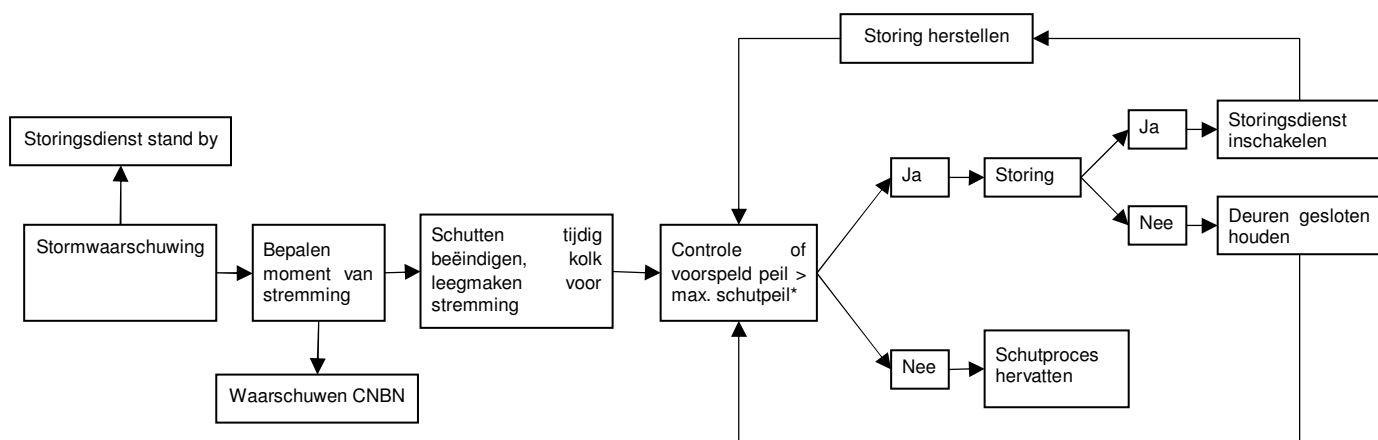 Storing herstellen
Storingsdienst stand by
Ja
Storingsdienst
inschakelen
Ja
Storing
Stormwaarschuwing
Bepalen
moment van
stremming
Schutten tijdig
beëindigen, kolk
leegmaken voor
stremming
Controle of
voorspeld peil >
max. schutpeil*
Nee
Deuren gesloten
houden
Nee
Schutproces
hervatten
Waarschuwen CNBN